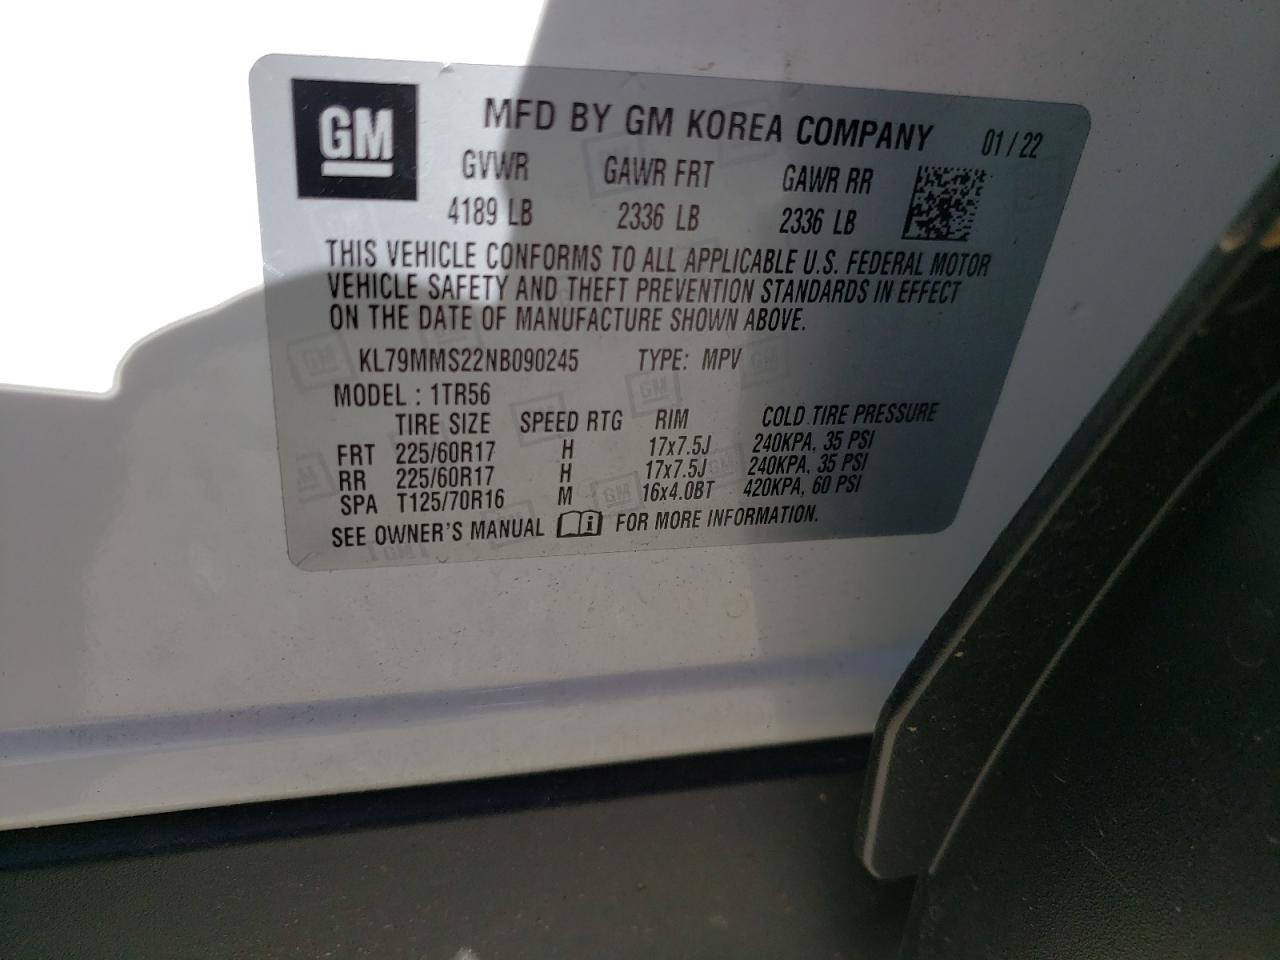 GM MFD BY GM KOREA COMPANY 01/22
GVWR GAWR FRT GAWR RR
4189 LB 2336 LB 2336 LB
THIS VEHICLE CONFORMS TO ALL APPLICABLE U.S. FEDERAL MOTOR
VEHICLE SAFETY AND THEFT PREVENTION STANDARDS IN EFFECT
ON THE DATE OF MANUFACTURE SHOWN ABOVE.
KL79MMS22NB090245 TYPE: MPV
MODEL : 1TR56
TIRE SIZE SPEED RTG RIM COLD TIRE PRESSURE
FRT 225/60R17 H 17x7.5J 240KPA, 35 PSI
RR 225/60R17 H 17x7.5J 240KPA, 35 PSI
SPA T125/70R16 M 16x4.0BT 420KPA, 60 PSI
SEE OWNER'S MANUAL i FOR MORE INFORMATION.